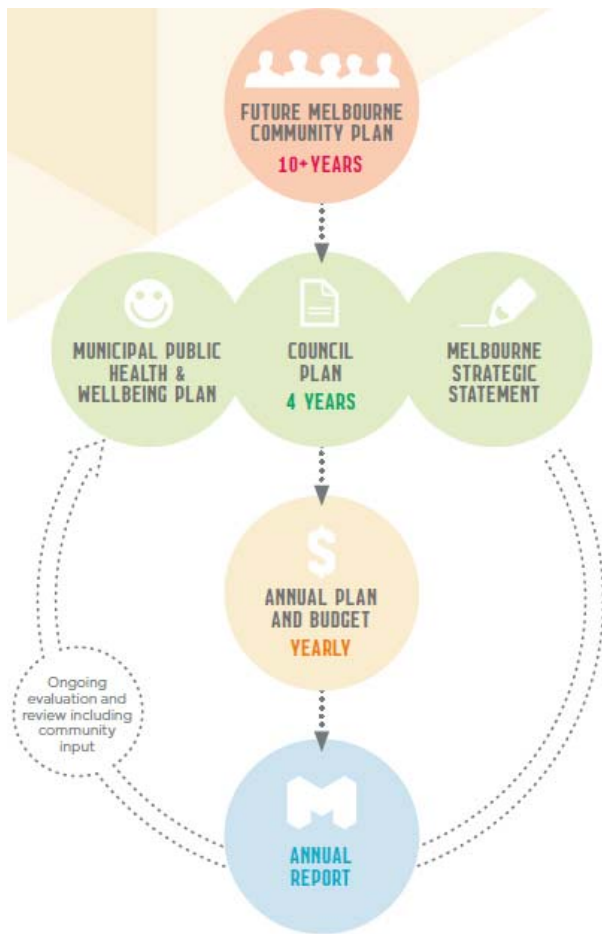 FUTURE MELBOURNE
COMMUNITY PLAN
10+YEARS
MUNICIPAL PUBLIC
HEALTH &
WELLBEING PLAN
COUNCIL
PLAN
4 YEARS
MELBOURNE
STRATEGIC
STATEMENT
$
ANNUAL PLAN
AND BUDGET
YEARLY
Ongoing
evaluation and
review including
community
input
M
ANNUAL
REPORT